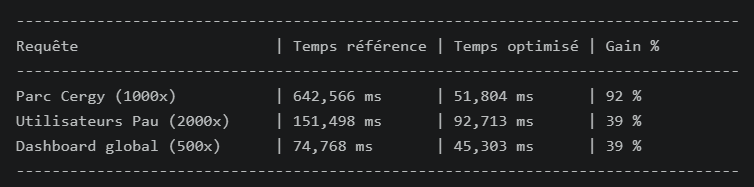 --------------------------------------------------------------------------------
Requête                      | Temps référence | Temps optimisé | Gain %
--------------------------------------------------------------------------------
Parc Cergy (1000x)           | 642,566 ms      | 51,804 ms      | 92 %
Utilisateurs Pau (2000x)     | 151,498 ms      | 92,713 ms      | 39 %
Dashboard global (500x)      | 74,768 ms       | 45,303 ms      | 39 %
--------------------------------------------------------------------------------